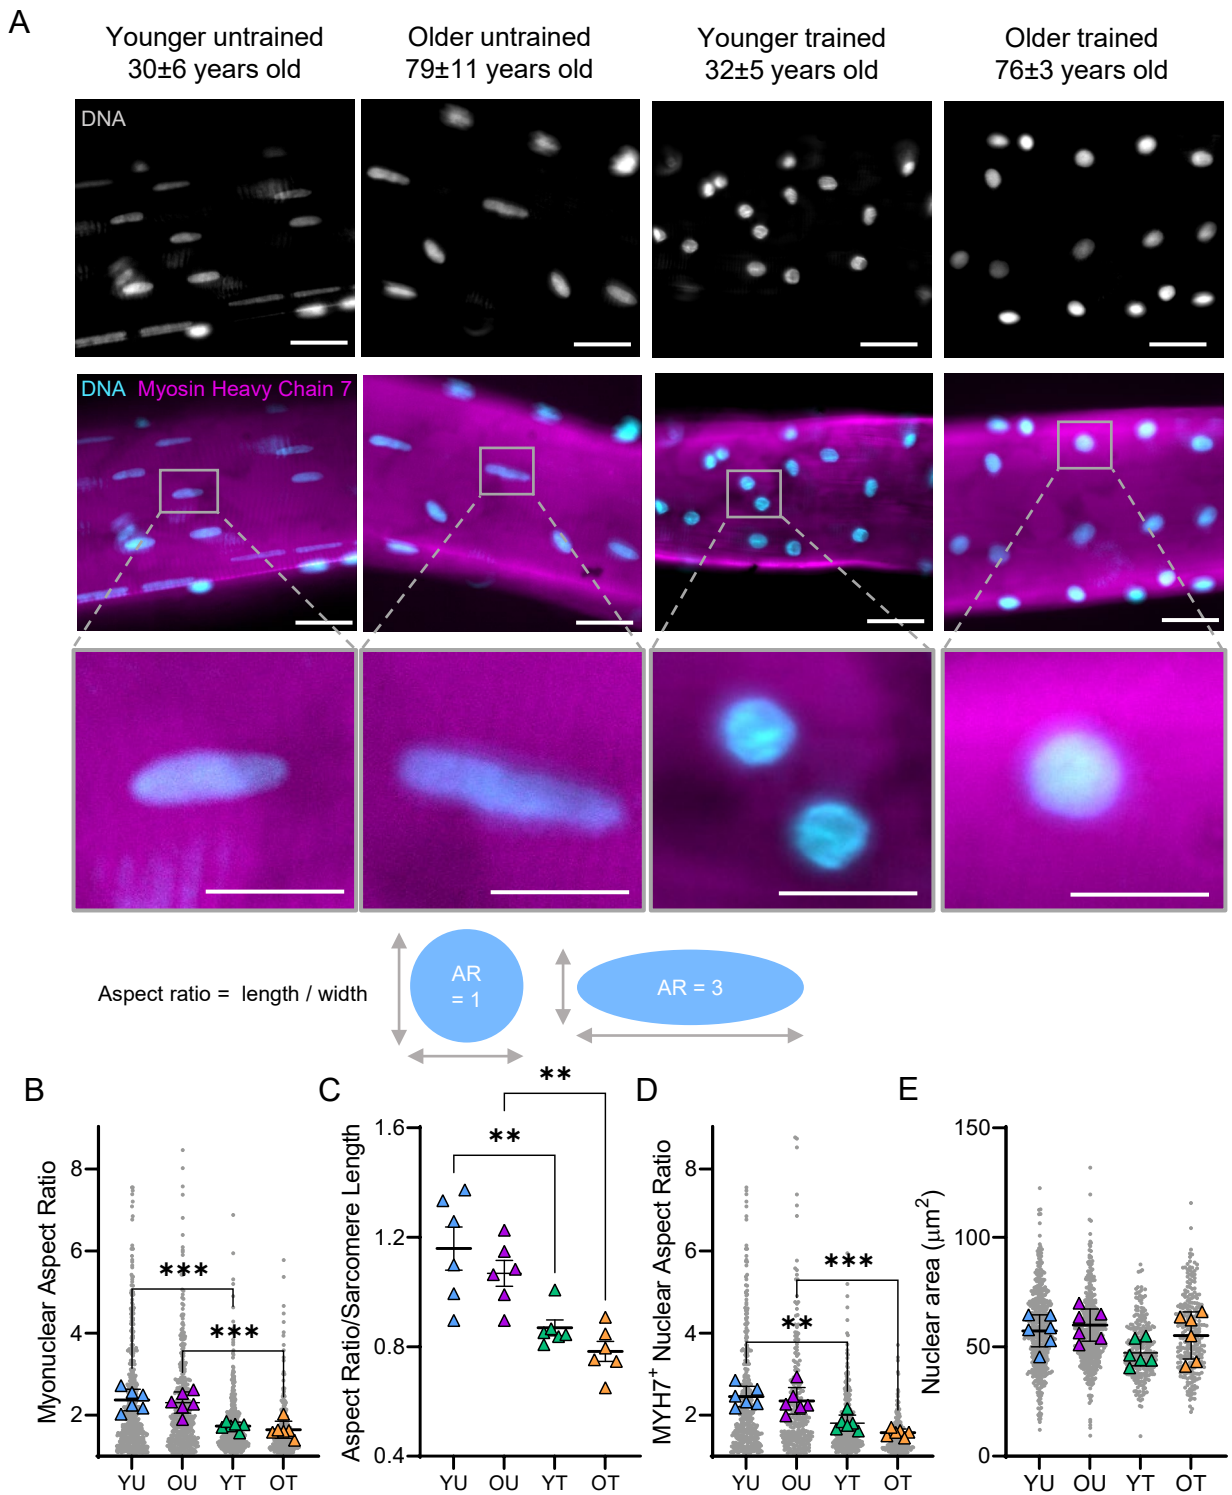 A
Younger untrained
30±6 years old
Older untrained
79±11 years old
Younger trained
32±5 years old
Older trained
76±3 years old
DNA
DNA Myosin Heavy Chain 7
Aspect ratio = length / width
AR
= 1
AR = 3
B
Myonuclear Aspect Ratio
8
6
4
2
***
***
YU OU YT OT
C
Aspect Ratio/Sarcomere Length
1.6
1.2
0.8
0.4
**
**
YU OU YT OT
D
MYH7+ Nuclear Aspect Ratio
8
6
4
2
***
**
YU OU YT OT
E
Nuclear area (μm²)
150
100
50
0
YU OU YT OT